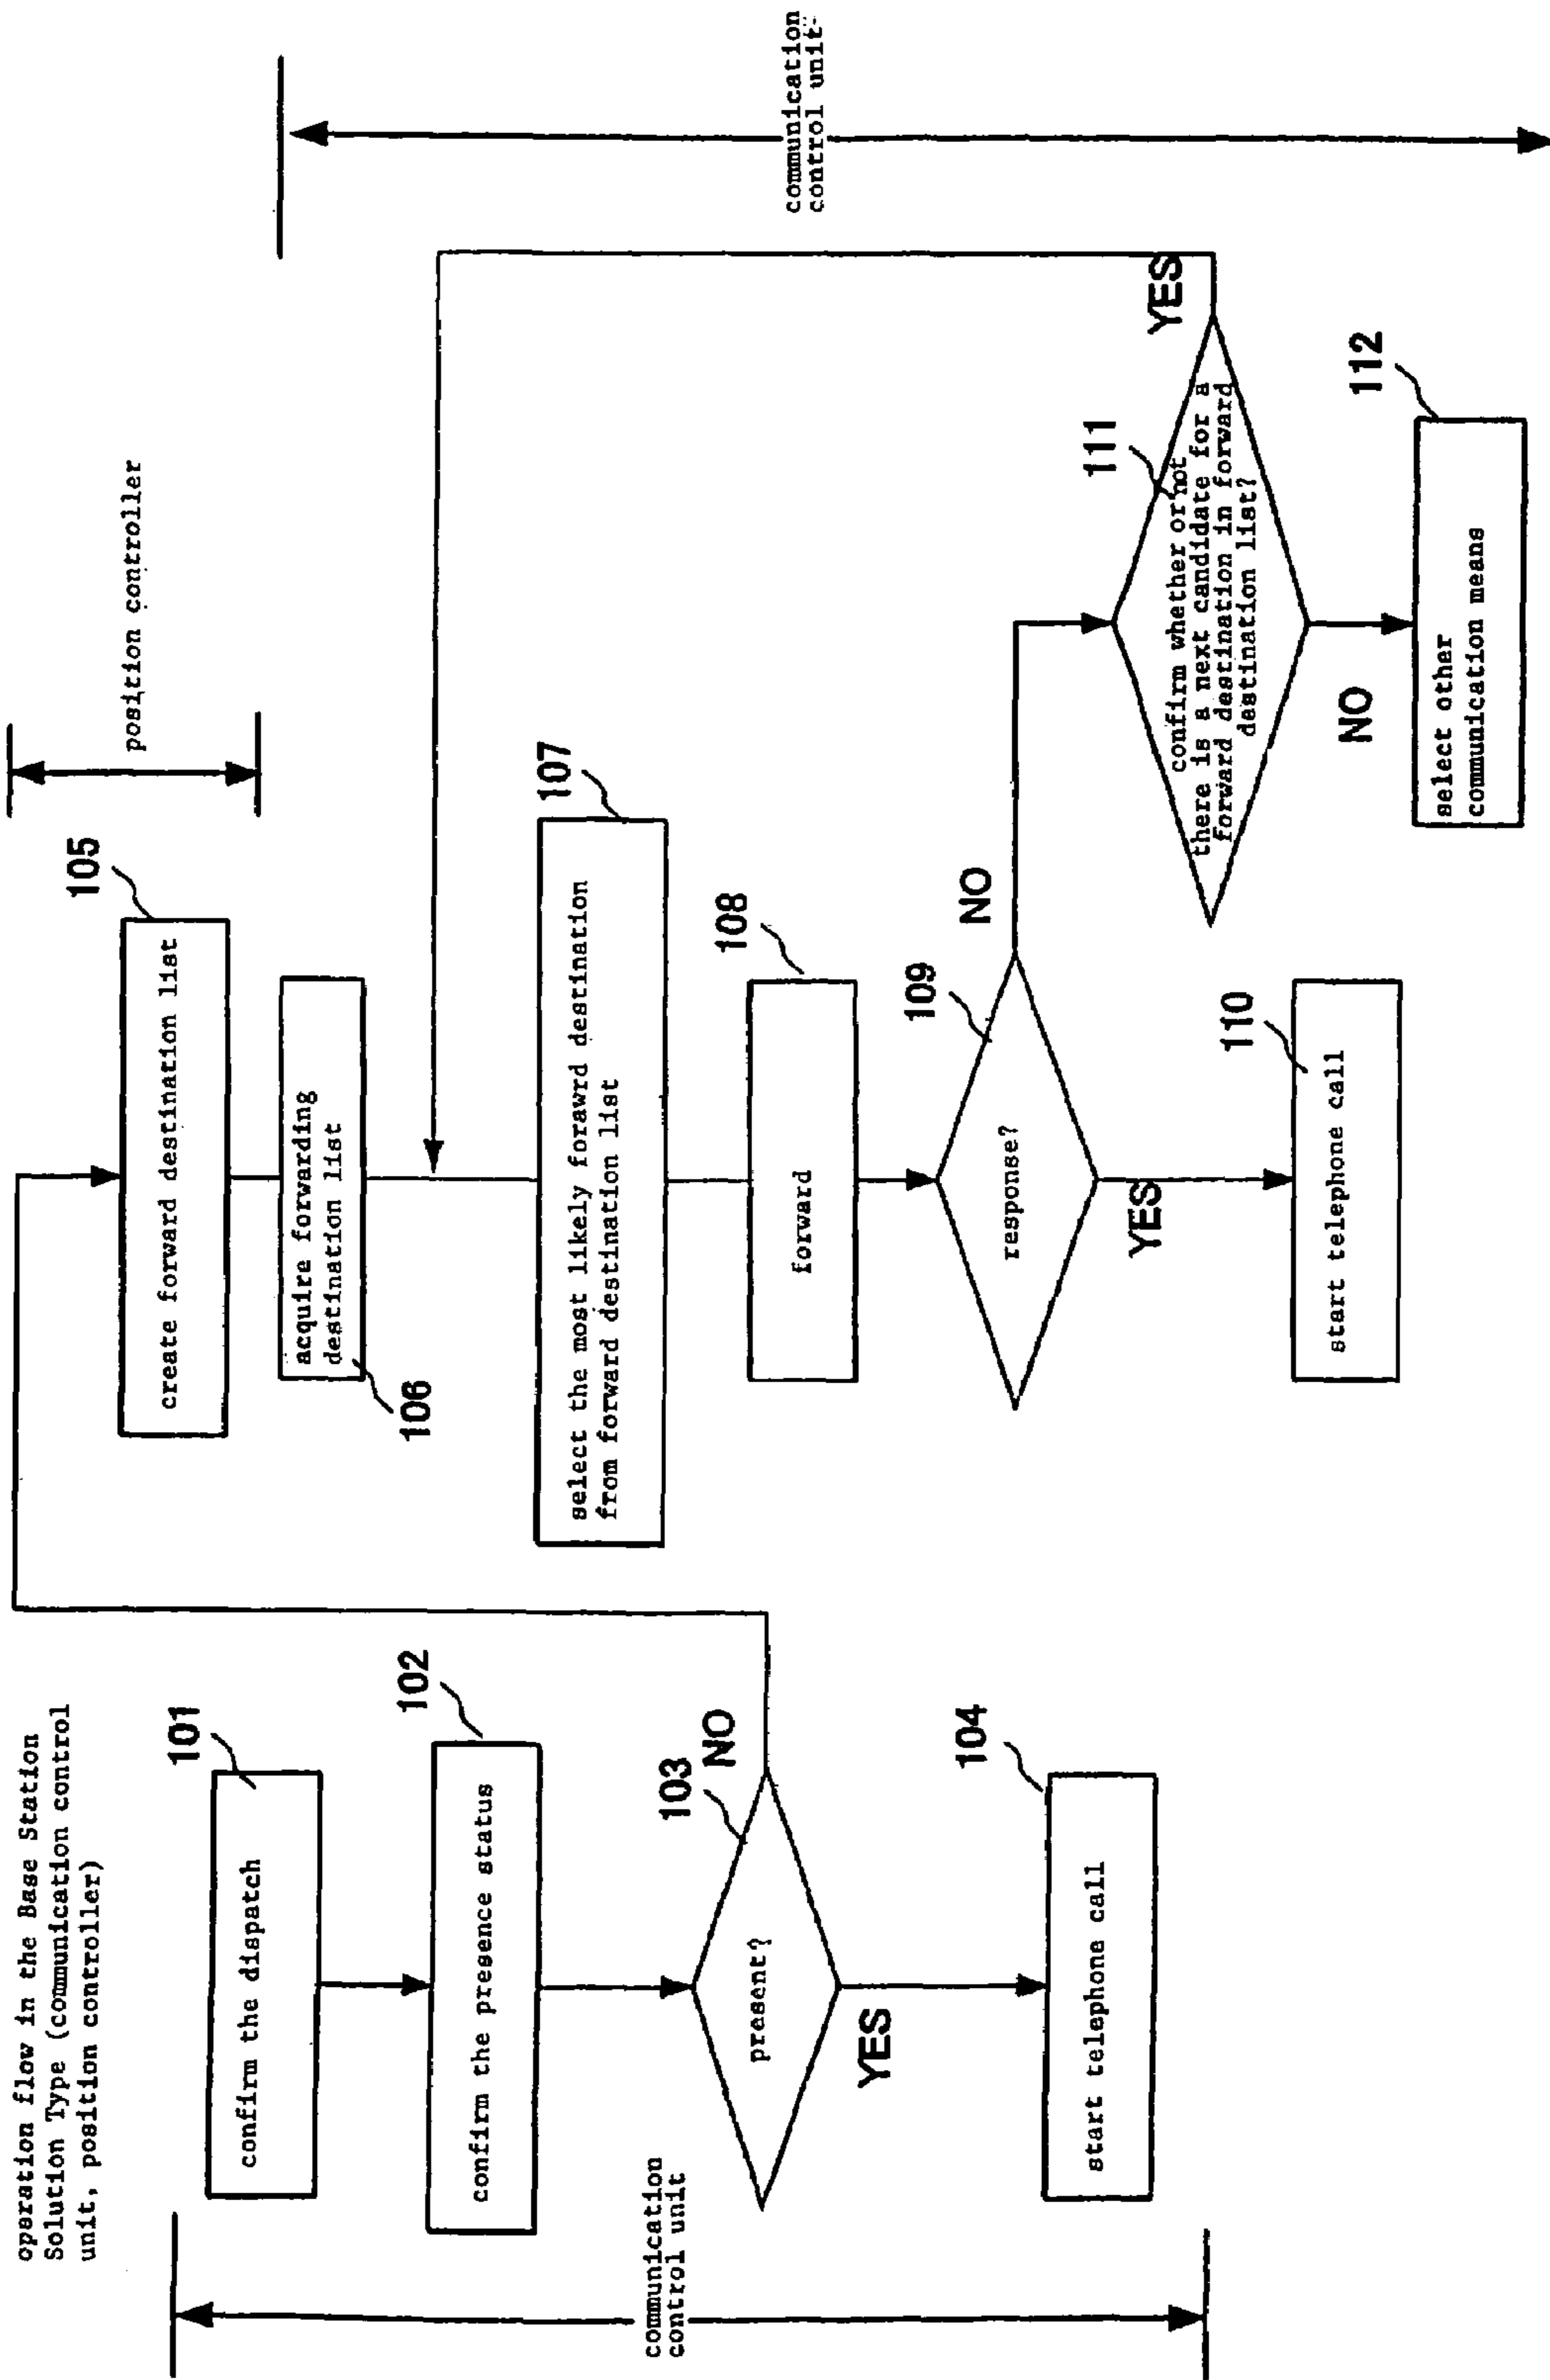 operation flow in the Base Station
Solution Type (communication control
unit, position controller)
communication
control unit
101
confirm the dispatch
102
confirm the presence status
103
present?
NO
YES
104
start telephone call
position controller
105
create forward destination list
106
acquire forwarding
destination list
107
select the most likely forawrd destination
from forward destination list
108
forward
109
response?
NO
YES
110
start telephone call
111
confirm whether or not
there is a next candidate for a
forward destination in forward
destination list?
YES
NO
112
select other
communication means
communication
control unit